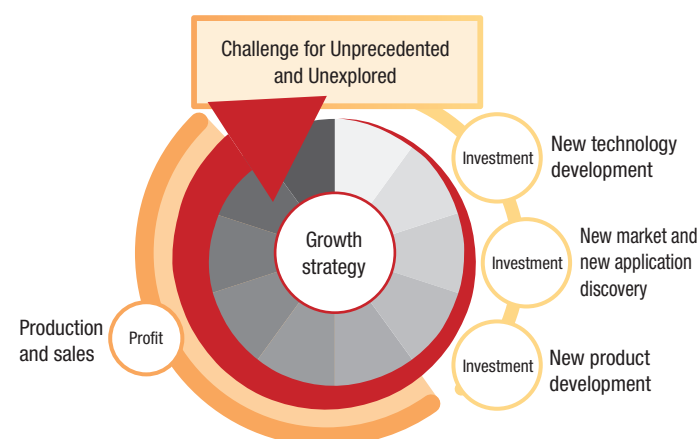 Challenge for Unprecedented
and Unexplored
Investment
New technology
development
Growth
strategy
Investment
New market and
new application
discovery
Production
and sales
Profit
Investment
New product
development